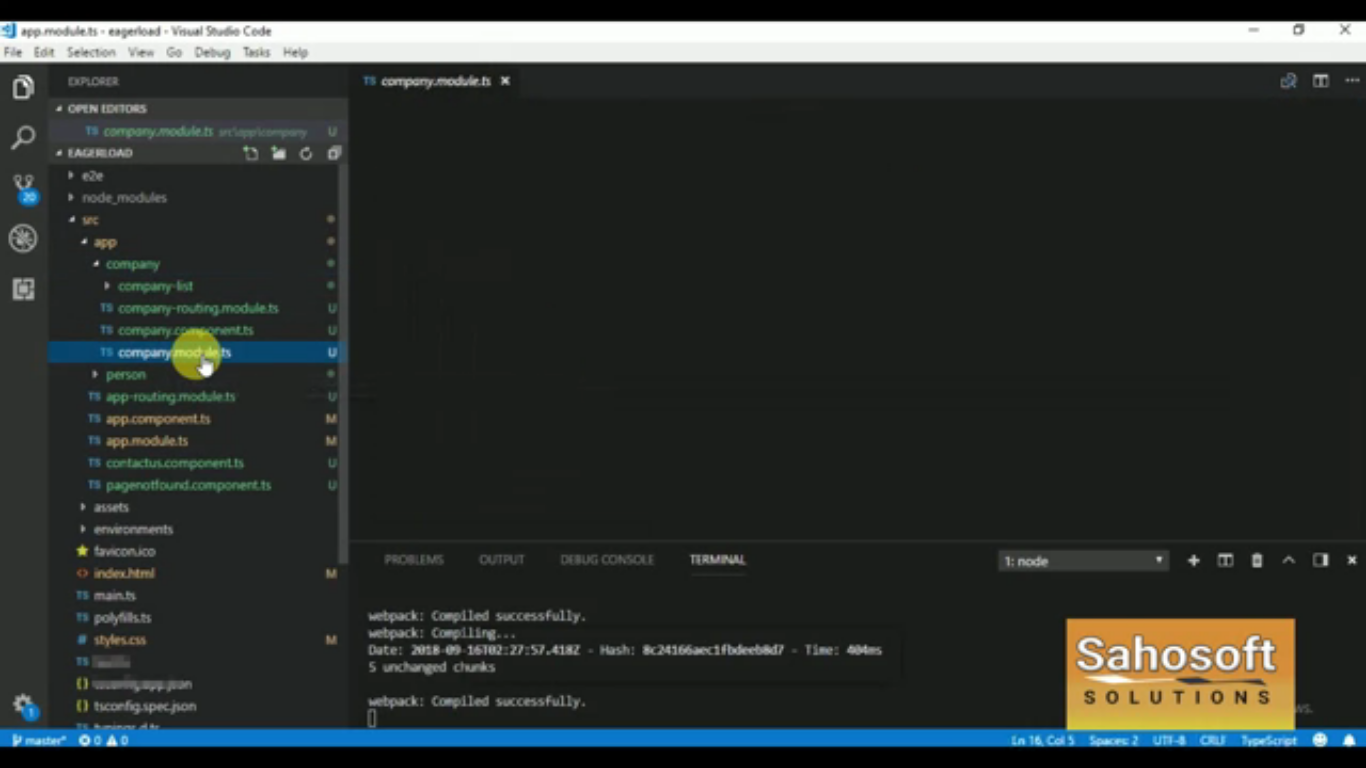 app.module.ts - eagerload - Visual Studio Code
File Edit Selection View Go Debug Tasks Help
EXPLORER
TS company.module.ts ×
OPEN EDITORS
TS company.module.ts src\app\company U
EAGERLOAD
e2e
20
node_modules
src
app
company
company-list
TS company-routing.module.ts U
TS company.component.ts U
TS company.module.ts U
person
TS app-routing.module.ts U
TS app.component.ts M
TS app.module.ts M
TS contactus.component.ts U
TS pagenotfound.component.ts U
assets
environments
favicon.ico
index.html M
TS main.ts
TS polyfills.ts
# styles.css M
TS
{} tsconfig.app.json
{} tsconfig.spec.json
1
PROBLEMS OUTPUT DEBUG CONSOLE TERMINAL 1: node
webpack: Compiled successfully.
webpack: Compiling...
Date: 2018-09-16T02:27:57.418Z - Hash: 8c24166aec1fbdeeb8d7 - Time: 404ms
5 unchanged chunks
webpack: Compiled successfully.
Sahosoft
SOLUTIONS
master* 0 0 Ln 16, Col 5 Spaces: 2 UTF-8 CRLF TypeScript